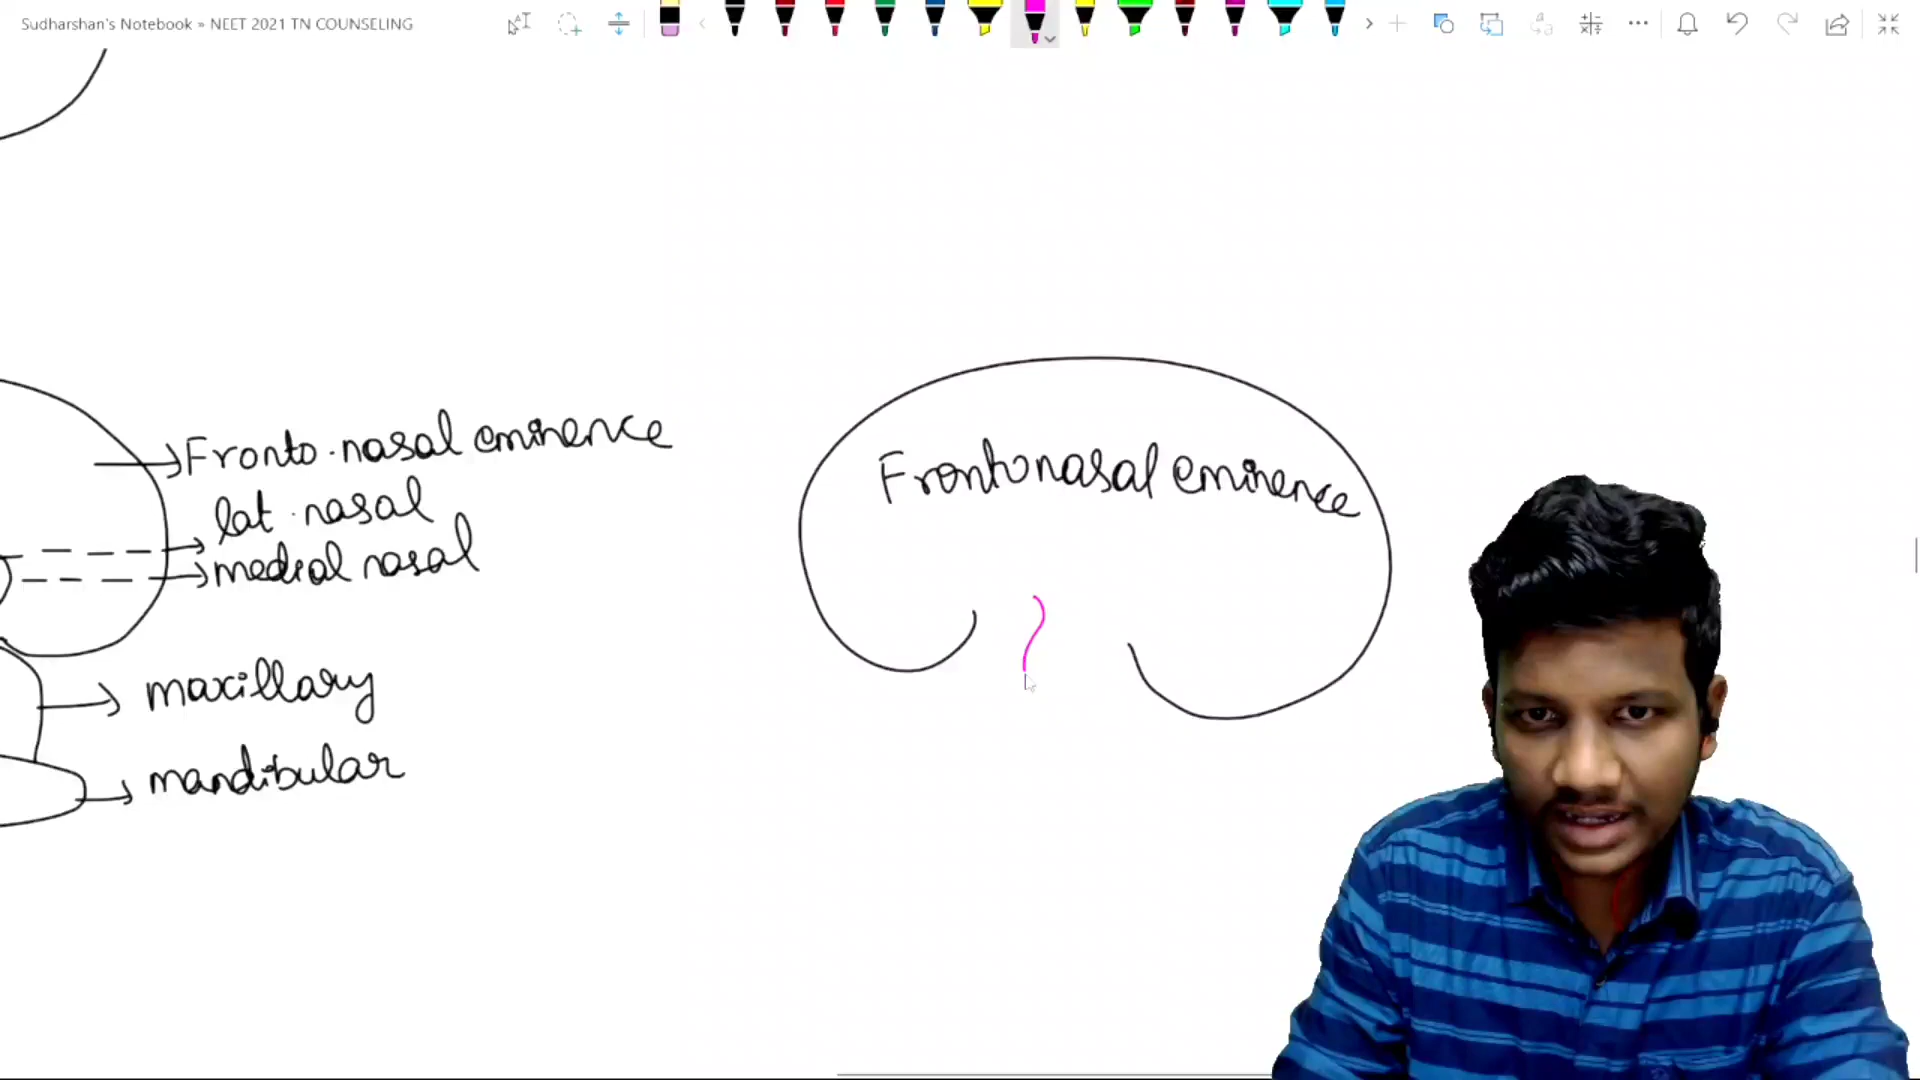 Sudharshan's Notebook » NEET 2021 TN COUNSELING
Fronto.nasal eminence
lat.nasal
medial nasal
maxillary
mandibular
Frontonasal eminence